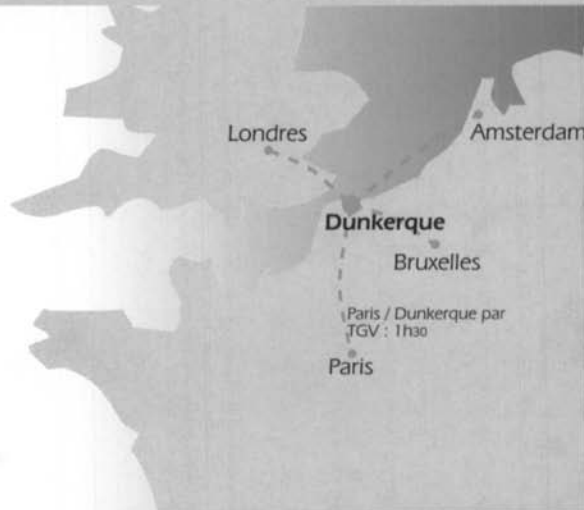 Londres
Amsterdam
Dunkerque
Bruxelles
Paris / Dunkerque par
TGV : 1h30
Paris